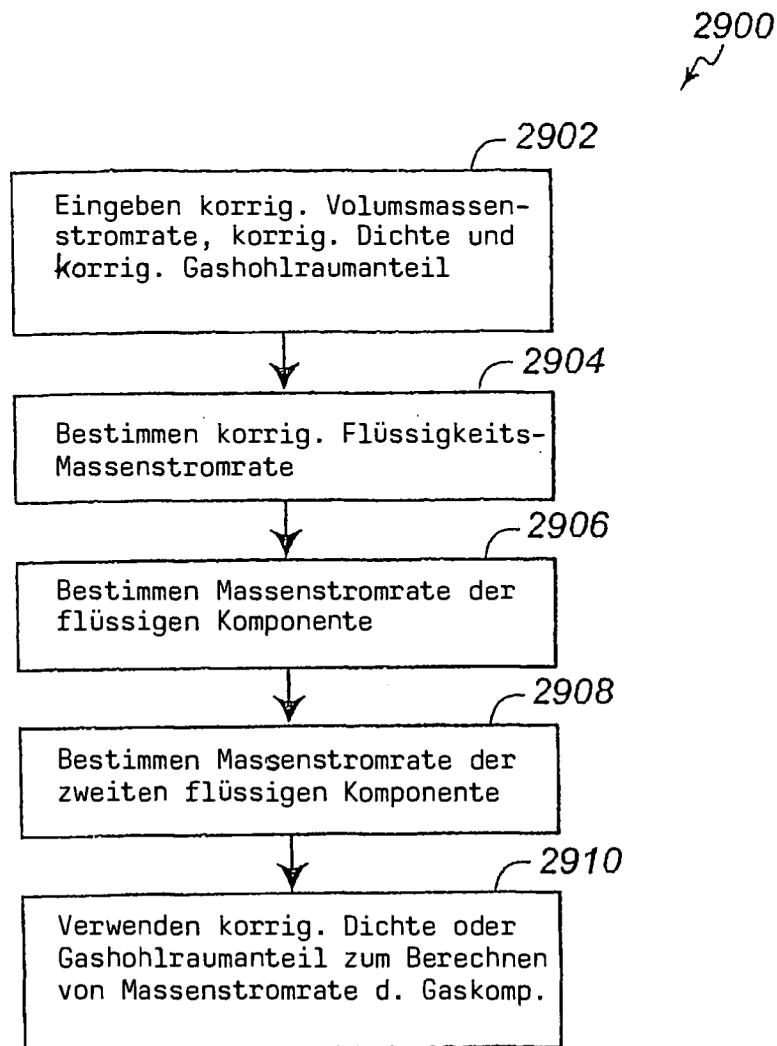 2900
2902
Eingeben korrig. Volumsmassen-
stromrate, korrig. Dichte und
korrig. Gashohlraumanteil
2904
Bestimmen korrig. Flüssigkeits-
Massenstromrate
2906
Bestimmen Massenstromrate der
flüssigen Komponente
2908
Bestimmen Massenstromrate der
zweiten flüssigen Komponente
2910
Verwenden korrig. Dichte oder
Gashohlraumanteil zum Berechnen
von Massenstromrate d. Gaskomp.